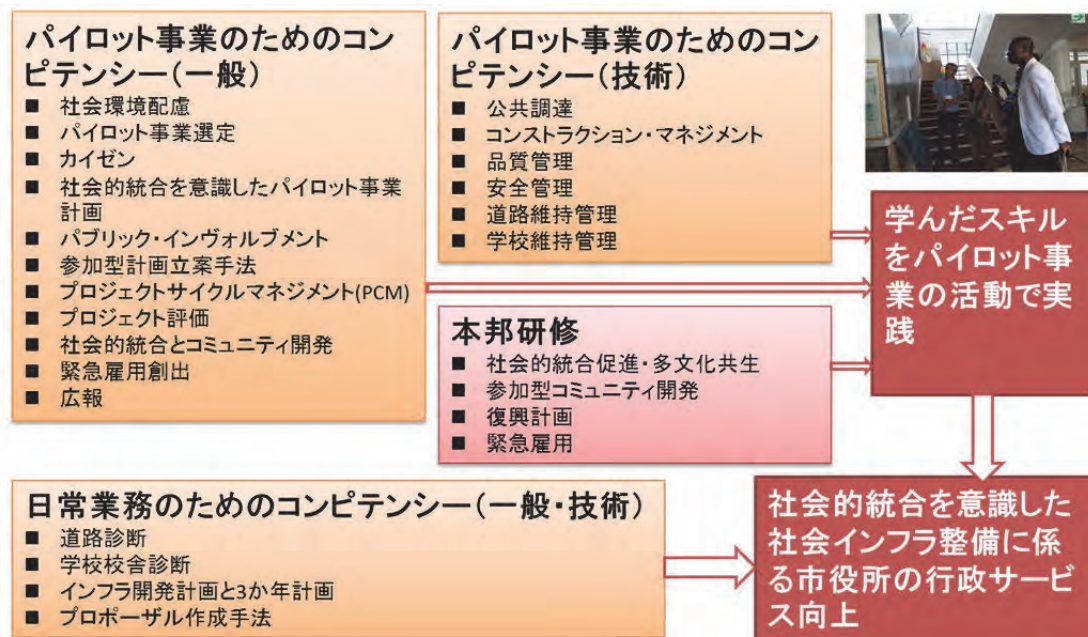 パイロット事業のためのコン
ピテンシー(一般)
■ 社会環境配慮
■ パイロット事業選定
■ カイゼン
■ 社会的統合を意識したパイロット事業
計画
■ パブリック・インヴォルブメント
■ 参加型計画立案手法
■ プロジェクトサイクルマネジメント(PCM)
■ プロジェクト評価
■ 社会的統合とコミュニティ開発
■ 緊急雇用創出
■ 広報
パイロット事業のためのコン
ピテンシー(技術)
■ 公共調達
■ コンストラクション・マネジメント
■ 品質管理
■ 安全管理
■ 道路維持管理
■ 学校維持管理
本邦研修
■ 社会的統合促進・多文化共生
■ 参加型コミュニティ開発
■ 復興計画
■ 緊急雇用
学んだスキル
をパイロット事
業の活動で実
践
日常業務のためのコンピテンシー(一般・技術)
■ 道路診断
■ 学校校舎診断
■ インフラ開発計画と3か年計画
■ プロポーザル作成手法
社会的統合を意識した
社会インフラ整備に係
る市役所の行政サービ
ス向上